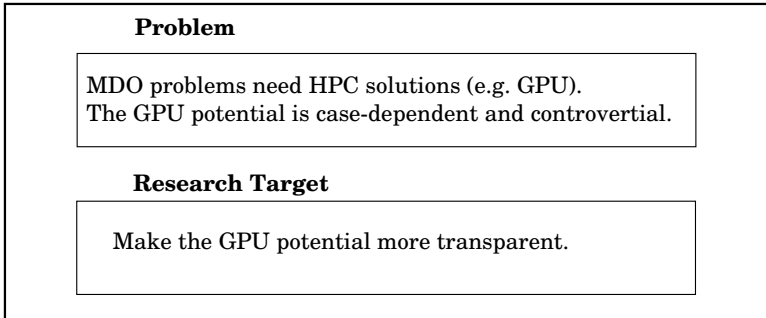 Problem
MDO problems need HPC solutions (e.g. GPU).
The GPU potential is case-dependent and controvertial.
Research Target
Make the GPU potential more transparent.